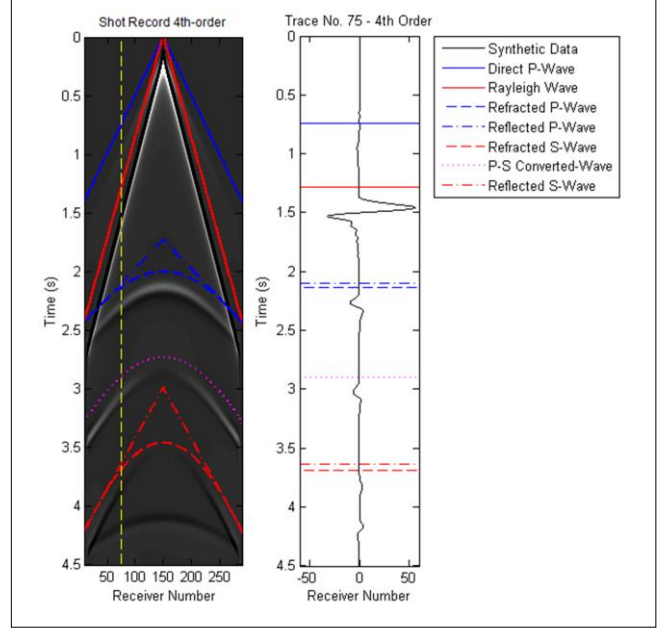 Shot Record 4th-order
0
0.5
1
1.5
2
2.5
3
3.5
4
4.5
Time (s)
50 100 150 200 250
Receiver Number
Trace No. 75 - 4th Order
0
0.5
1
1.5
2
2.5
3
3.5
4
4.5
Time (s)
-50 0 50
Receiver Number
Synthetic Data
Direct P-Wave
Rayleigh Wave
Refracted P-Wave
Reflected P-Wave
Refracted S-Wave
P-S Converted-Wave
Reflected S-Wave